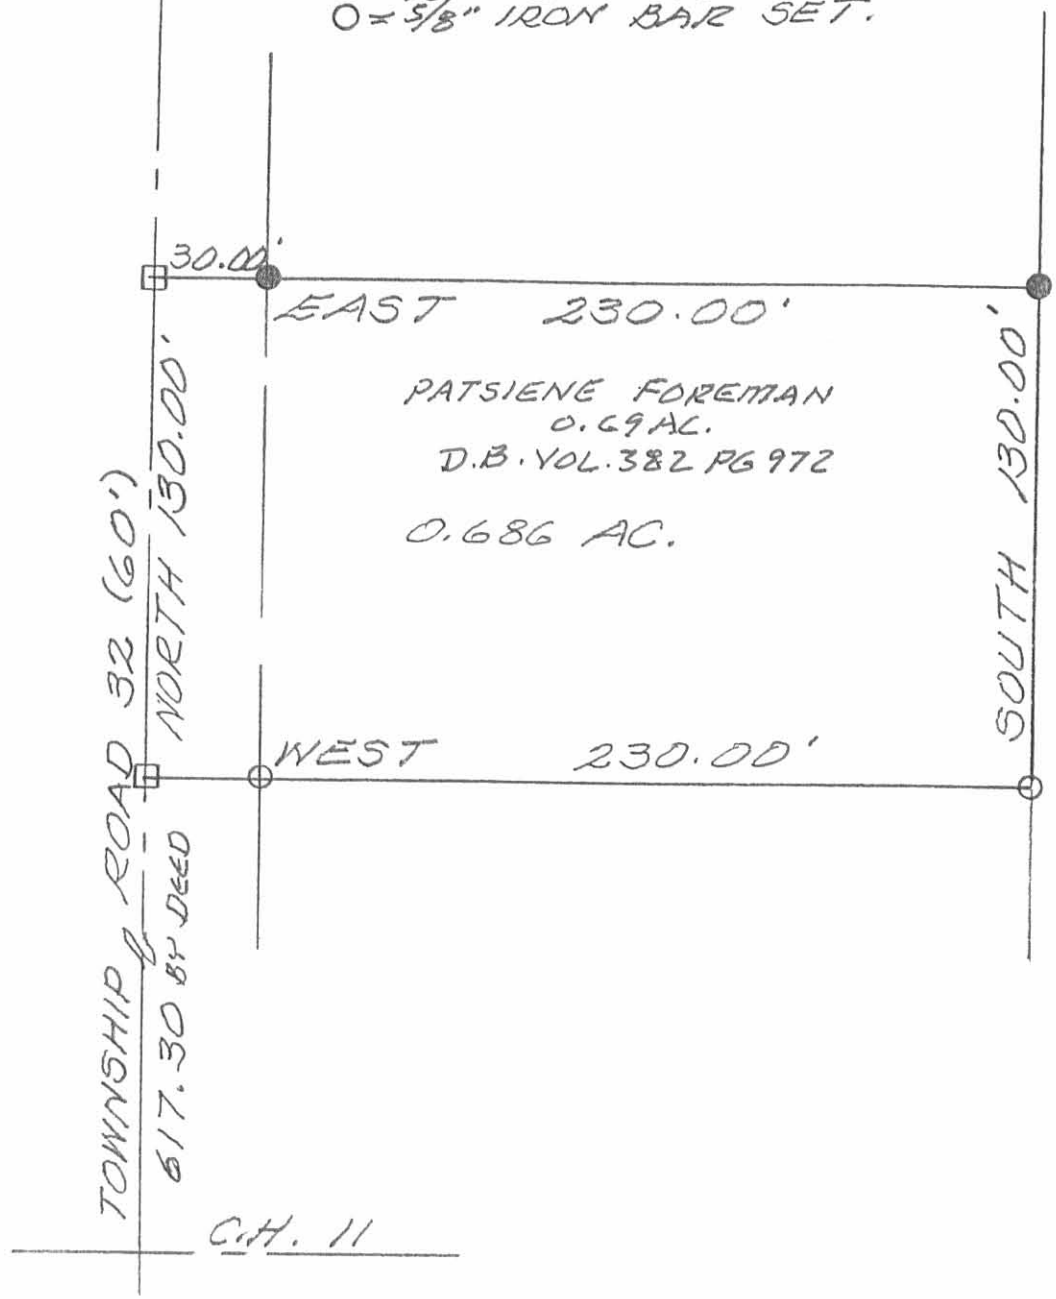 O = 5/8" IRON BAR SET.
30.00'
EAST 230.00'
PATSIENE FOREMAN
0.69 AC.
D.B. VOL. 382 PG 972
0.686 AC.
NORTH 130.00'
SOUTH 130.00'
WEST 230.00'
TOWNSHIP ROAD 32 (60')
617.30 BY DEED
C.H. 11